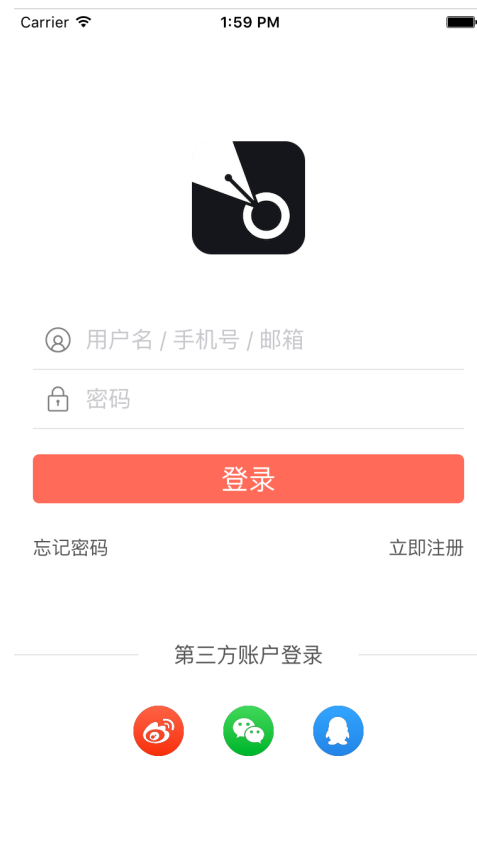 Carrier 1:59 PM
用户名 / 手机号 / 邮箱
密码
登录
忘记密码 立即注册
第三方账户登录